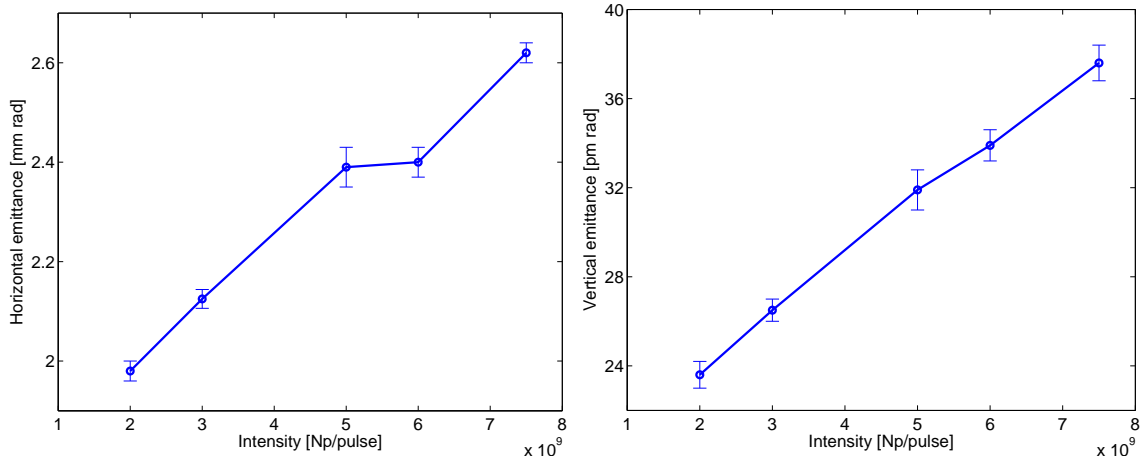 Horizontal emittance [mm rad]
2.6
2.4
2.2
2
1 2 3 4 5 6 7 8
Intensity [Np/pulse]
x 10^9
Vertical emittance [pm rad]
40
36
32
28
24
1 2 3 4 5 6 7 8
Intensity [Np/pulse]
x 10^9